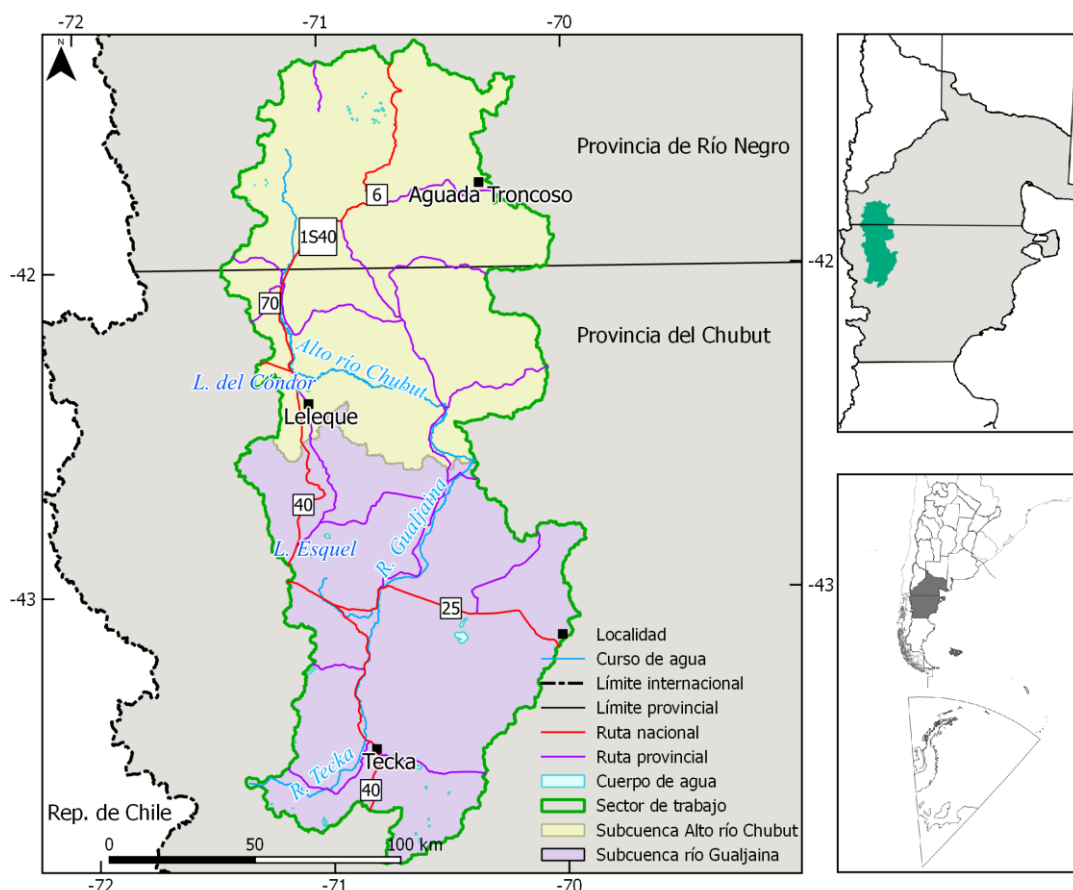 -72
-71
-70
N
Provincia de Río Negro
Aguada Troncoso
6
1S40
-42
-42
70
Provincia del Chubut
Alto río Chubut
L. del Cóndor
Leleque
40
R. Gualjaina
L. Esquel
-43
-43
25
Localidad
Curso de agua
Límite internacional
Límite provincial
Ruta nacional
Ruta provincial
Cuerpo de agua
Sector de trabajo
Subcuenca Alto río Chubut
Subcuenca río Gualjaina
R. Tecka
Tecka
40
Rep. de Chile
0
50
100 km
-72
-71
-70